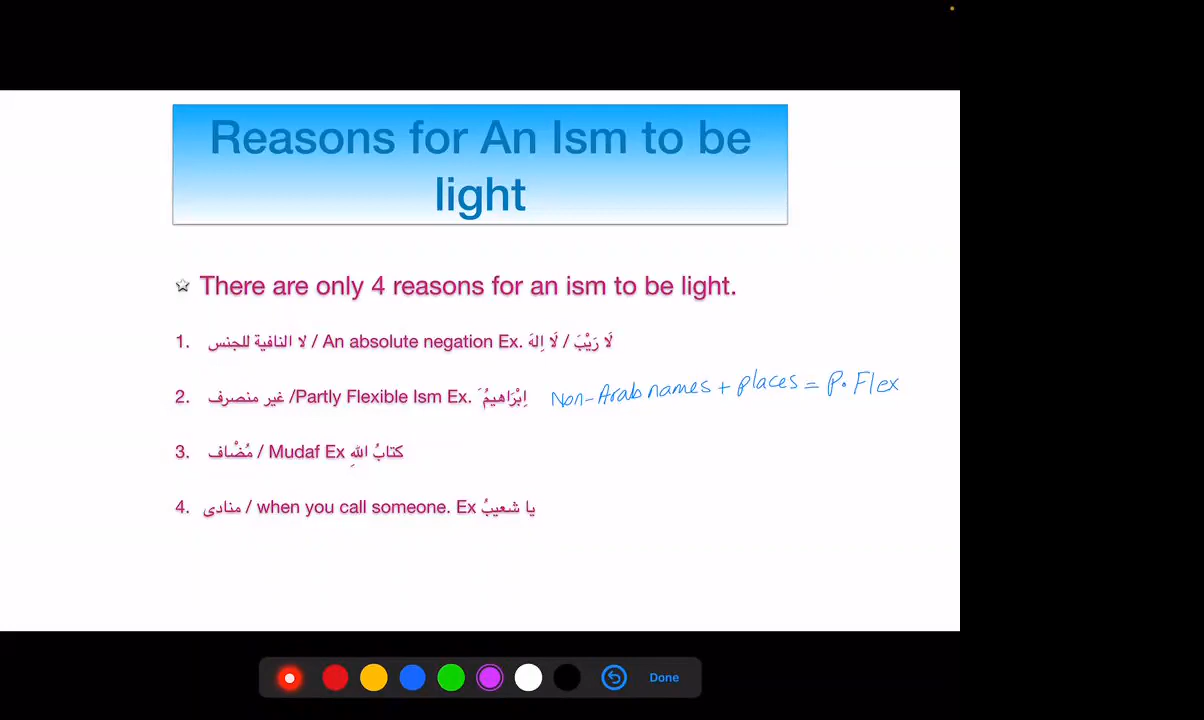 Reasons for An Ism to be
light
There are only 4 reasons for an ism to be light.
1. لا النافية للجنس / An absolute negation Ex. لَا رَيْبَ / لَا اِلهَ
2. غير منصرف /Partly Flexible Ism Ex. اِبْرَاهيمُ َ Non-Arab names + places = P. Flex
3. مُضْاف / Mudaf Ex كتابُ اللهِ
4. منادى / when you call someone. Ex يا شعيبُ
Done